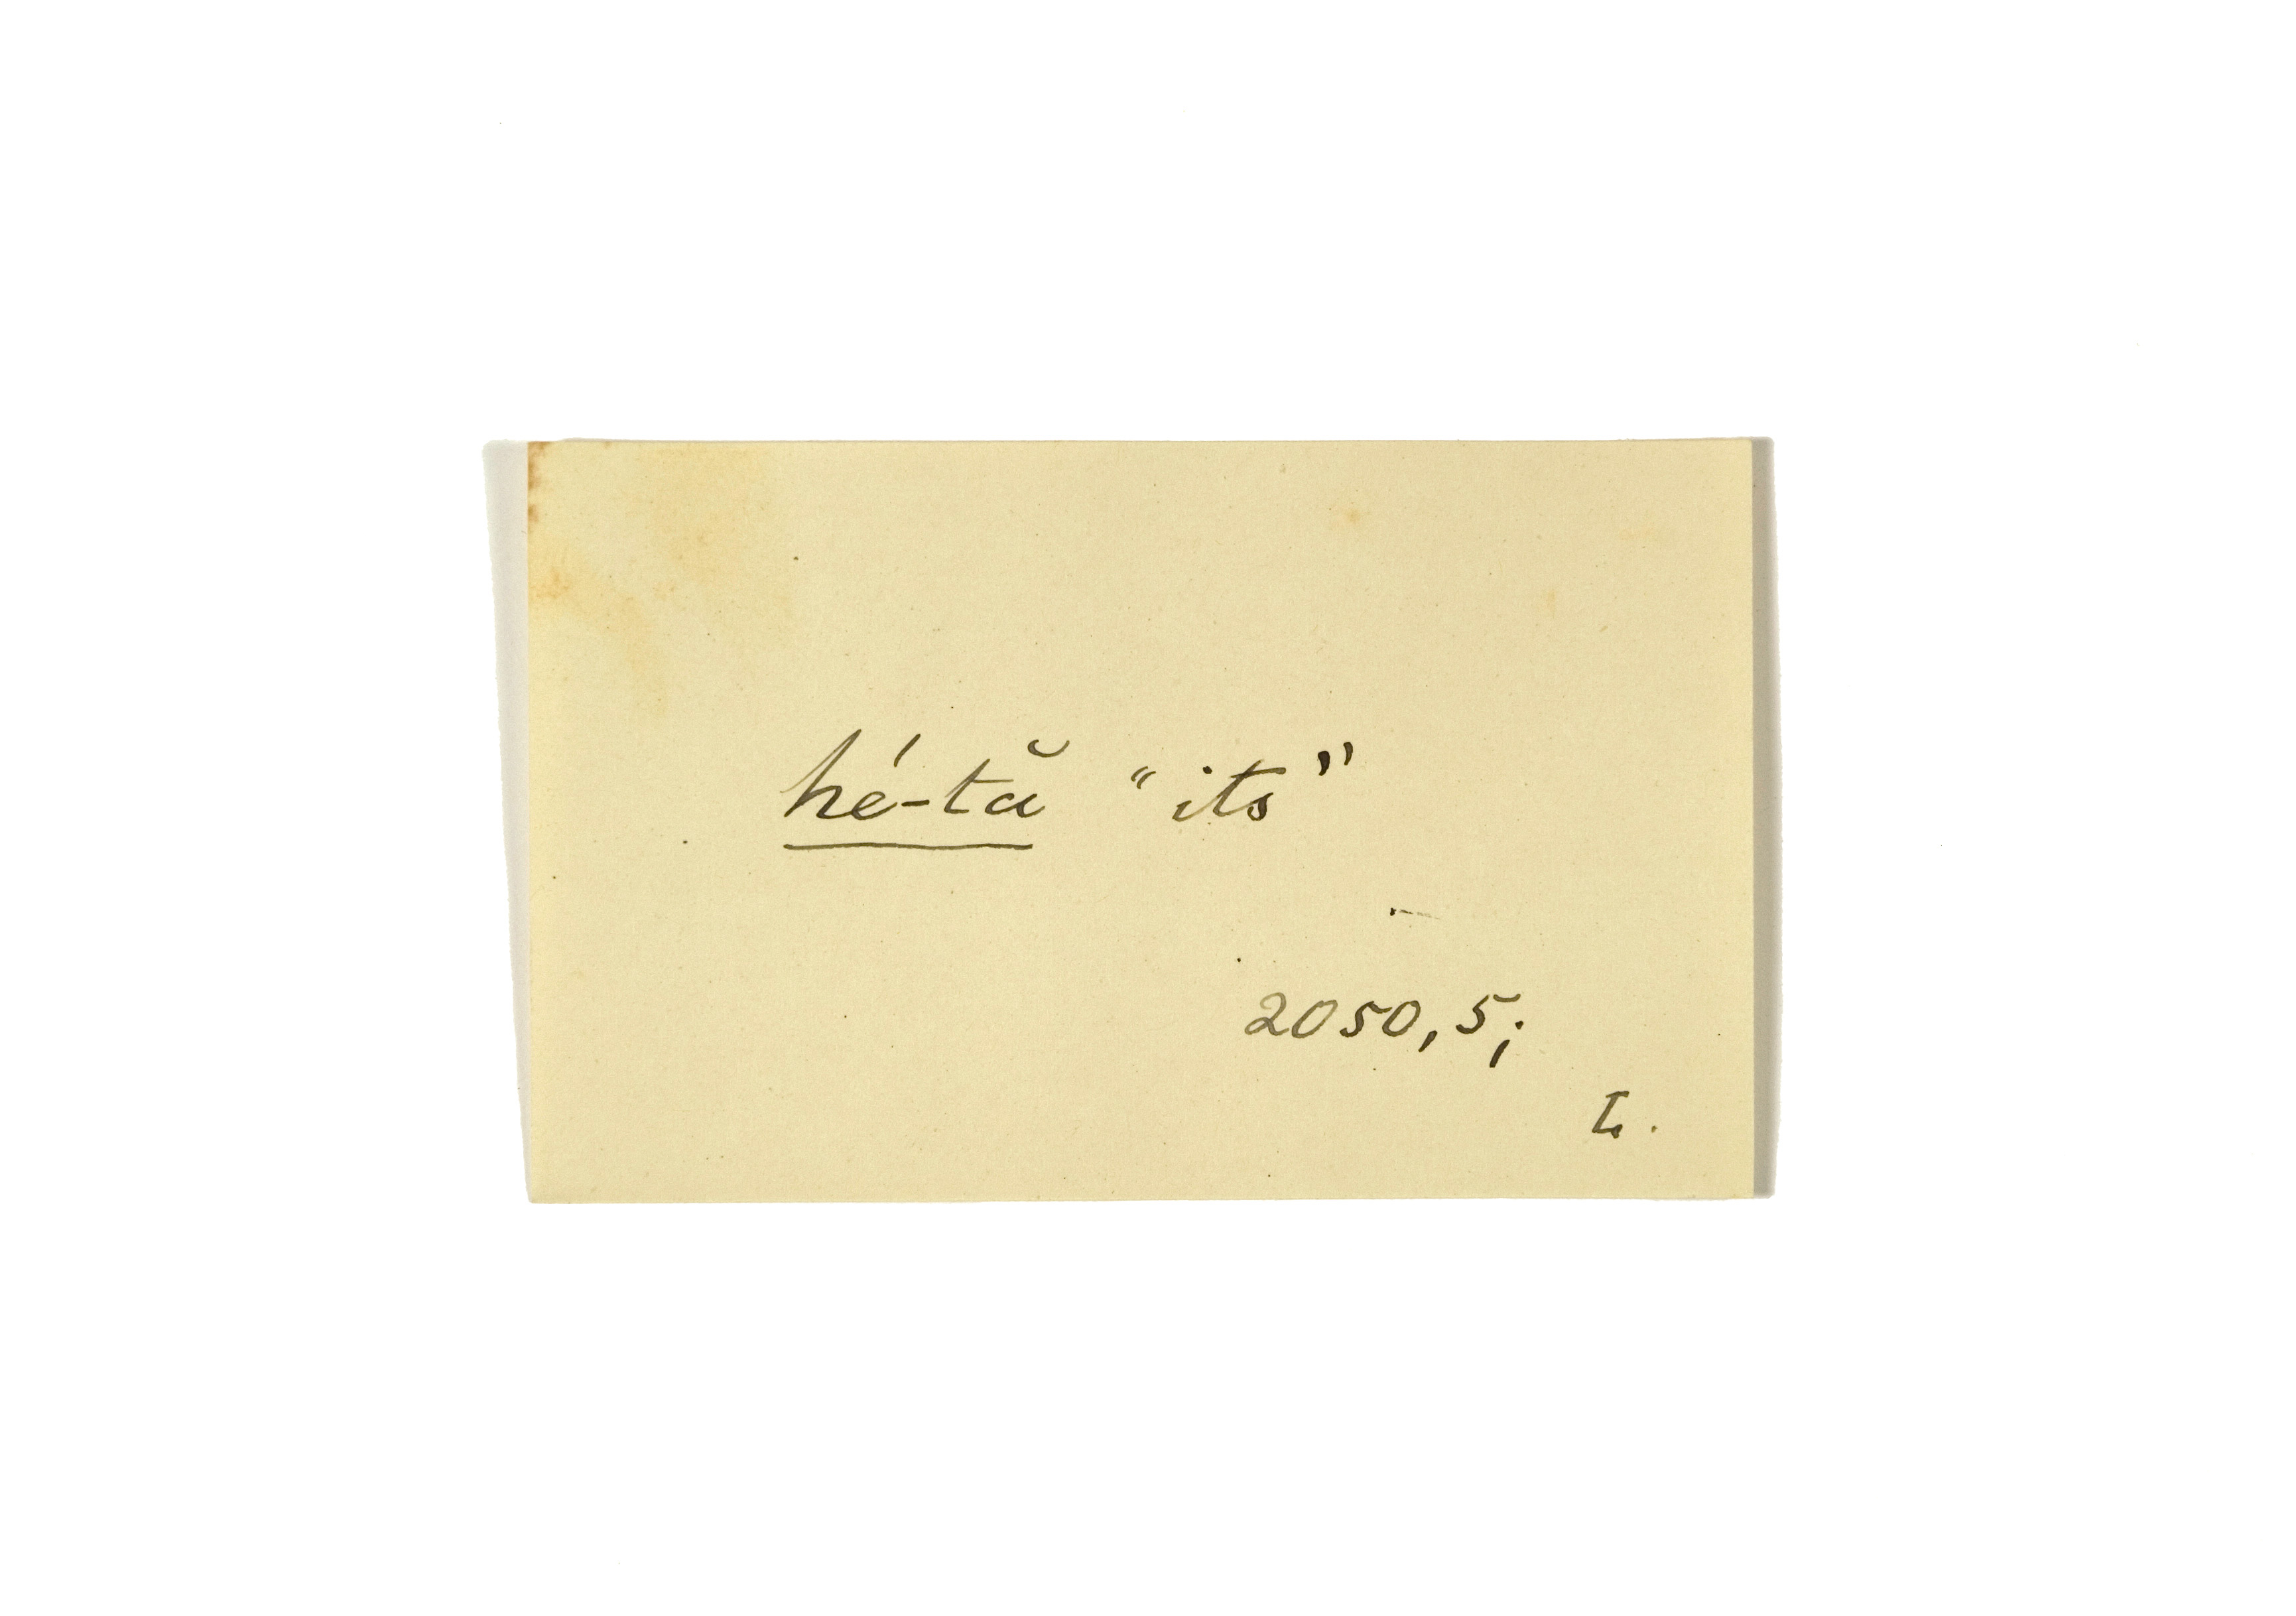 hé-tă “its”
2050, 5;
L.